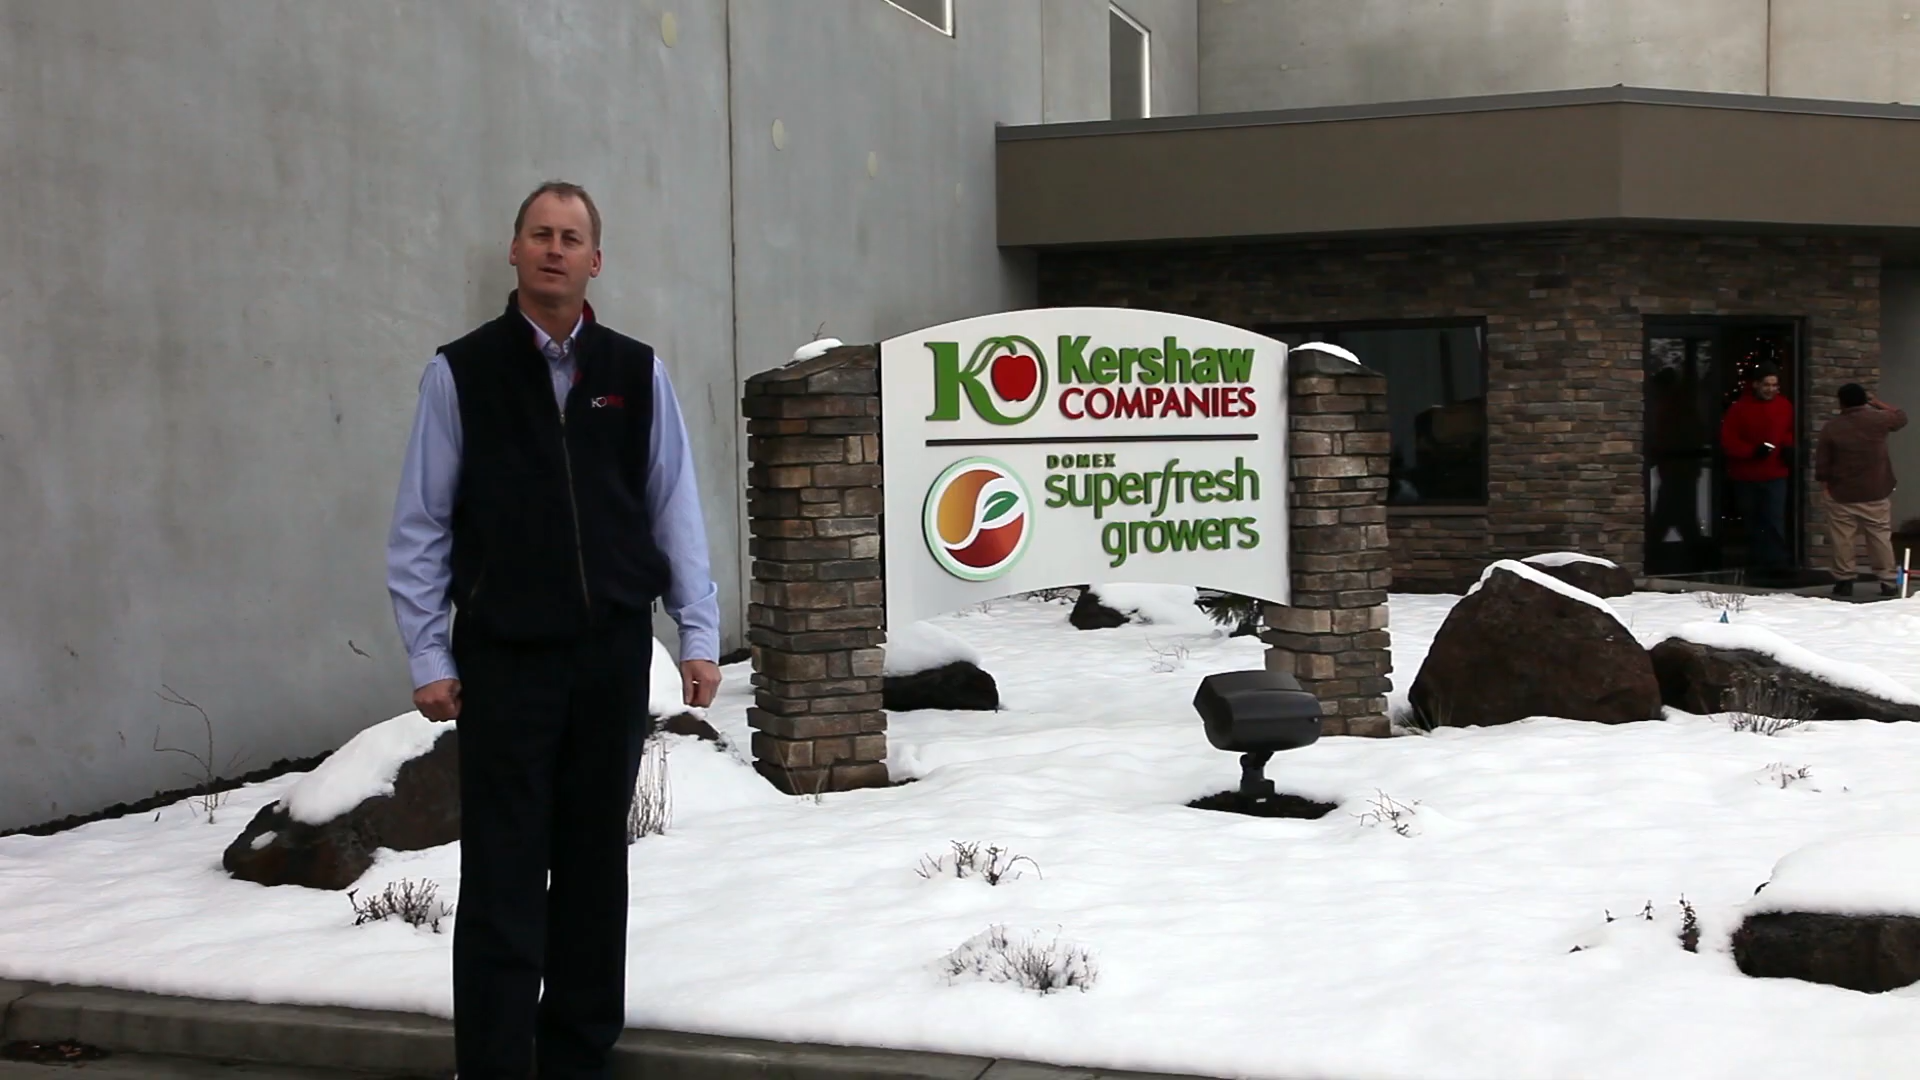 K
Kershaw
COMPANIES
DOMEX
superfresh
growers